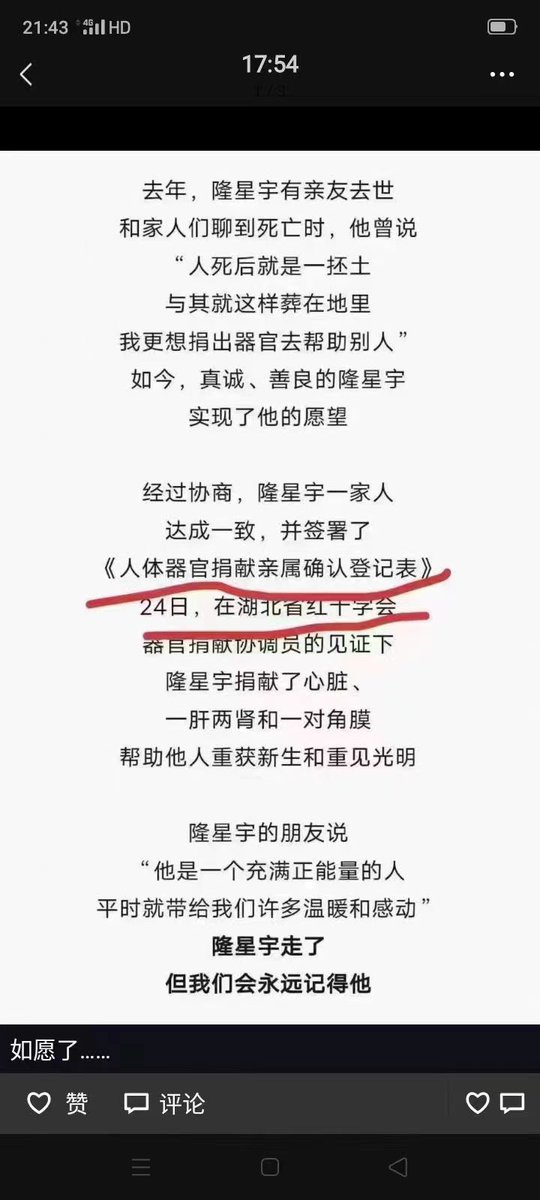 21:43 4G HD
17:54
1 / 3
去年，隆星宇有亲友去世
和家人们聊到死亡时，他曾说
“人死后就是一抔土
与其就这样葬在地里
我更想捐出器官去帮助别人”
如今，真诚、善良的隆星宇
实现了他的愿望
经过协商，隆星宇一家人
达成一致，并签署了
《人体器官捐献亲属确认登记表》
24日，在湖北省红十字会
器官捐献协调员的见证下
隆星宇捐献了心脏、
一肝两肾和一对角膜
帮助他人重获新生和重见光明
隆星宇的朋友说
“他是一个充满正能量的人
平时就带给我们许多温暖和感动”
隆星宇走了
但我们会永远记得他
如愿了……
赞 评论